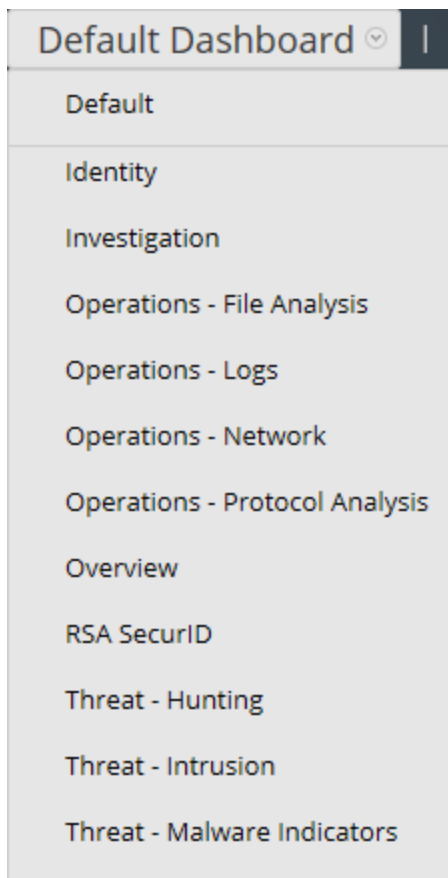 Default Dashboard
Default
Identity
Investigation
Operations - File Analysis
Operations - Logs
Operations - Network
Operations - Protocol Analysis
Overview
RSA SecurID
Threat - Hunting
Threat - Intrusion
Threat - Malware Indicators